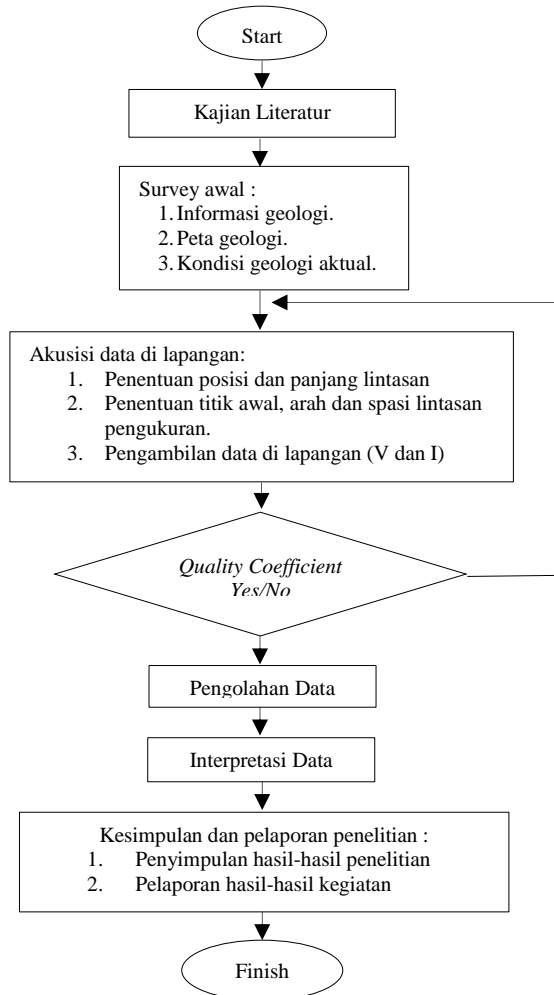 Start
Kajian Literatur
Survey awal :
1. Informasi geologi.
2. Peta geologi.
3. Kondisi geologi aktual.
Akusisi data di lapangan:
1. Penentuan posisi dan panjang lintasan
2. Penentuan titik awal, arah dan spasi lintasan
pengukuran.
3. Pengambilan data di lapangan (V dan I)
Quality Coefficient
Yes/No
Pengolahan Data
Interpretasi Data
Kesimpulan dan pelaporan penelitian :
1. Penyimpulan hasil-hasil penelitian
2. Pelaporan hasil-hasil kegiatan
Finish